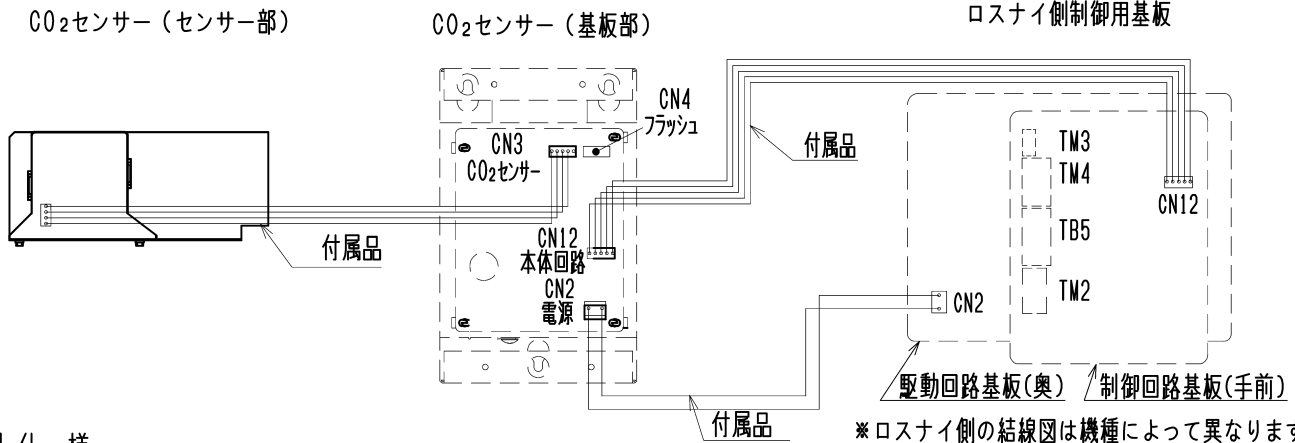 CO₂センサー（センサー部）
CO₂センサー（基板部）
ロスナイ側制御用基板
CN4
フラッシュ
CN3
CO₂センサー
付属品
TM3
TM4
CN12
TB5
付属品
CN12
本体回路
CN2
電源
TM2
CN2
駆動回路基板(奥)
制御回路基板(手前)
付属品
※ロスナイ側の結線図は機種によって異なります
様